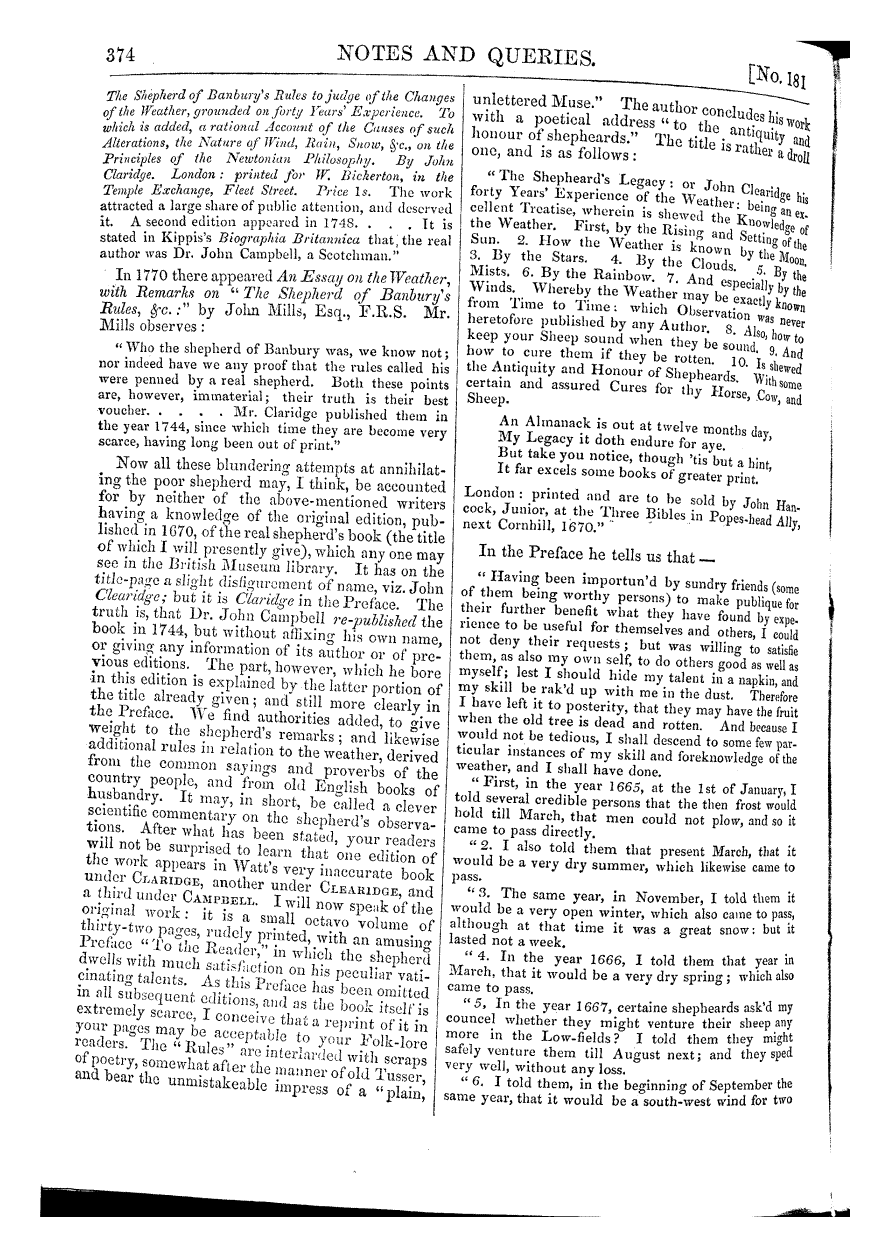 374
NOTES AND QUERIES.
[No. 181
The Shepherd of Banbury's Rules to judge of the Changes
of the Weather, grounded on forty Years' Experience. To
which is added, a rational Account of the Causes of such
Alterations, the Nature of Wind, Rain, Snow, &c., on the
Principles of the Newtonian Philosophy. By John
Claridge. London: printed for W. Bickerton, in the
Temple Exchange, Fleet Street. Price 1s. The work
attracted a large share of public attention, and deserved
it. A second edition appeared in 1748. . . . It is
stated in Kippis's Biographia Britannica that the real
author was Dr. John Campbell, a Scotchman."
In 1770 there appeared An Essay on the Weather,
with Remarks on "The Shepherd of Banbury's
Rules, &c.:" by John Mills, Esq., F.R.S. Mr.
Mills observes:
"Who the shepherd of Banbury was, we know not;
nor indeed have we any proof that the rules called his
were penned by a real shepherd. Both these points
are, however, immaterial; their truth is their best
voucher. . . . . Mr. Claridge published them in
the year 1744, since which time they are become very
scarce, having long been out of print."
Now all these blundering attempts at annihilat-
ing the poor shepherd may, I think, be accounted
for by neither of the above-mentioned writers
having a knowledge of the original edition, pub-
lished in 1670, of the real shepherd's book (the title
of which I will presently give), which any one may
see in the British Museum library. It has on the
title-page a slight disfigurement of name, viz. John
Clearidge; but it is Claridge in the Preface. The
truth is, that Dr. John Campbell re-published the
book in 1744, but without affixing his own name,
or giving any information of its author or of pre-
vious editions. The part, however, which he bore
in this edition is explained by the latter portion of
the title already given; and still more clearly in
the Preface. We find authorities added, to give
weight to the shepherd's remarks; and likewise
additional rules in relation to the weather, derived
from the common sayings and proverbs of the
country people, and from old English books of
husbandry. It may, in short, be called a clever
scientific commentary on the shepherd's observa-
tions. After what has been stated, your readers
will not be surprised to learn that one edition of
the work appears in Watt's very inaccurate book
under CLARIDGE, another under CLEARIDGE, and
a third under CAMPBELL. I will now speak of the
original work: it is a small octavo volume of
thirty-two pages, rudely printed, with an amusing
Preface "To the Reader," in which the shepherd
dwells with much satisfaction on his peculiar vati-
cinating talents. As this Preface has been omitted
in all subsequent editions, and as the book itself is
extremely scarce, I conceive that a reprint of it in
your pages may be acceptable to your Folk-lore
readers. The "Rules" are interlarded with scraps
of poetry, somewhat after the manner of old Tusser,
and bear the unmistakeable impress of a "plain,
unlettered Muse." The author concludes his work
with a poetical address "to the antiquity and
honour of shepheards." The title is rather a droll
one, and is as follows:
"The Shepheard's Legacy: or John Clearidge his
forty Years' Experience of the Weather: being an ex-
cellent Treatise, wherein is shewed the Knowledge of
the Weather. First, by the Rising and Setting of the
Sun. 2. How the Weather is known by the Moon.
3. By the Stars. 4. By the Clouds. 5. By the
Mists. 6. By the Rainbow. 7. And especially by the
Winds. Whereby the Weather may be exactly known
from Time to Time: which Observation was never
heretofore published by any Author. 8. Also, how to
keep your Sheep sound when they be sound. 9. And
how to cure them if they be rotten. 10. Is shewed
the Antiquity and Honour of Shepheards. With some
certain and assured Cures for thy Horse, Cow, and
Sheep.
An Almanack is out at twelve months day,
My Legacy it doth endure for aye.
But take you notice, though 'tis but a hint,
It far excels some books of greater print.
London: printed and are to be sold by John Han-
cock, Junior, at the Three Bibles in Popes-head Ally,
next Cornhill, 1670."
In the Preface he tells us that —
"Having been importun'd by sundry friends (some
of them being worthy persons) to make publique for
their further benefit what they have found by expe-
rience to be useful for themselves and others, I could
not deny their requests; but was willing to satisfie
them, as also my own self, to do others good as well as
myself; lest I should hide my talent in a napkin, and
my skill be rak'd up with me in the dust. Therefore
I have left it to posterity, that they may have the fruit
when the old tree is dead and rotten. And because I
would not be tedious, I shall descend to some few par-
ticular instances of my skill and foreknowledge of the
weather, and I shall have done.
"First, in the year 1665, at the 1st of January, I
told several credible persons that the then frost would
hold till March, that men could not plow, and so it
came to pass directly.
"2. I also told them that present March, that it
would be a very dry summer, which likewise came to
pass.
"3. The same year, in November, I told them it
would be a very open winter, which also came to pass,
although at that time it was a great snow: but it
lasted not a week.
"4. In the year 1666, I told them that year in
March, that it would be a very dry spring; which also
came to pass.
"5. In the year 1667, certaine shepheards ask'd my
councel whether they might venture their sheep any
more in the Low-fields? I told them they might
safely venture them till August next; and they sped
very well, without any loss.
"6. I told them, in the beginning of September the
same year, that it would be a south-west wind for two